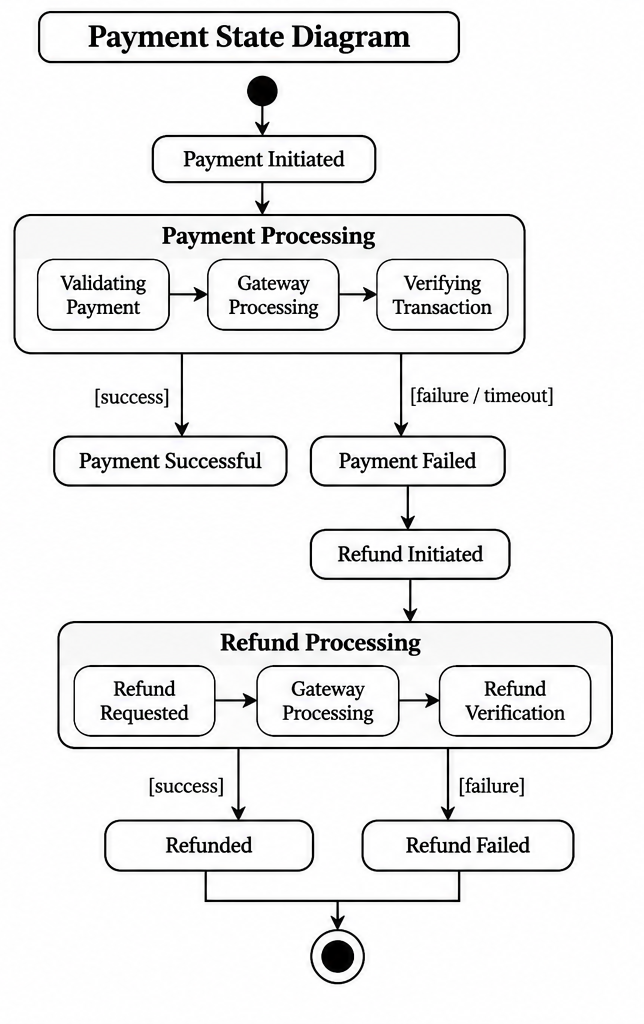 Payment State Diagram
Payment Initiated
Payment Processing
Validating
Payment
Gateway
Processing
Verifying
Transaction
[success]
[failure / timeout]
Payment Successful
Payment Failed
Refund Initiated
Refund Processing
Refund
Requested
Gateway
Processing
Refund
Verification
[success]
[failure]
Refunded
Refund Failed